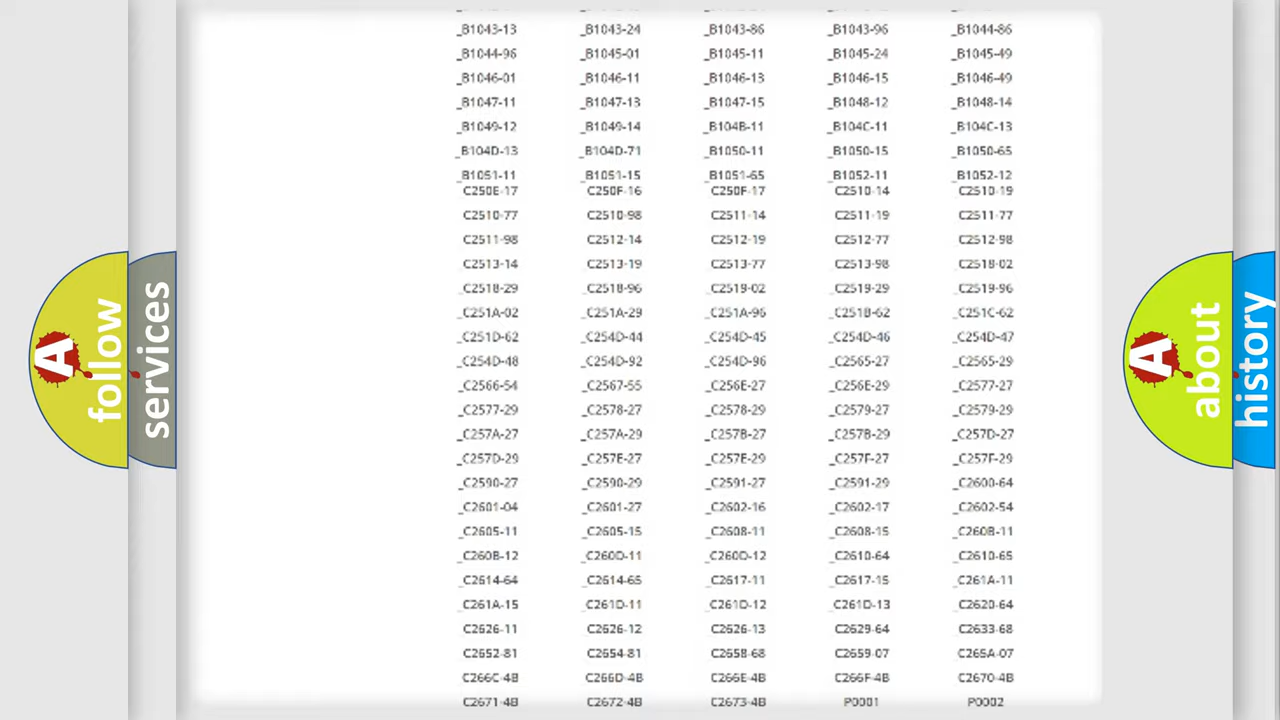 _B1043-13 _B1043-24 _B1043-86 _B1043-96 _B1044-86
_B1044-96 _B1045-01 _B1045-11 _B1045-24 _B1045-49
_B1046-01 _B1046-11 _B1046-13 _B1046-15 _B1046-49
_B1047-11 _B1047-13 _B1047-15 _B1048-12 _B1048-14
_B1049-12 _B1049-14 _B104B-11 _B104C-11 _B104C-13
_B104D-13 _B104D-71 _B1050-11 _B1050-15 _B1050-65
_B1051-11 _B1051-15 _B1051-65 _B1052-11 _B1052-12
C250E-17 C250F-16 C250F-17 C2510-14 C2510-19
C2510-77 C2510-98 C2511-14 C2511-19 C2511-77
C2511-98 C2512-14 C2512-19 C2512-77 C2512-98
C2513-14 C2513-19 C2513-77 C2513-98 C2518-02
_C2518-29 _C2518-96 _C2519-02 _C2519-29 _C2519-96
_C251A-02 _C251A-29 _C251A-96 _C251B-62 _C251C-62
_C251D-62 _C254D-44 _C254D-45 _C254D-46 _C254D-47
_C254D-48 _C254D-92 _C254D-96 _C2565-27 _C2565-29
_C2566-54 _C2567-55 _C256E-27 _C256E-29 _C2577-27
_C2577-29 _C2578-27 _C2578-29 _C2579-27 _C2579-29
_C257A-27 _C257A-29 _C257B-27 _C257B-29 _C257D-27
_C257D-29 _C257E-27 _C257E-29 _C257F-27 _C257F-29
_C2590-27 _C2590-29 _C2591-27 _C2591-29 _C2600-64
_C2601-04 _C2601-27 _C2602-16 _C2602-17 _C2602-54
_C2605-11 _C2605-15 _C2608-11 _C2608-15 _C260B-11
_C260B-12 _C260D-11 _C260D-12 _C2610-64 _C2610-65
_C2614-64 _C2614-65 _C2617-11 _C2617-15 _C261A-11
_C261A-15 _C261D-11 _C261D-12 _C261D-13 _C2620-64
C2626-11 C2626-12 C2626-13 C2629-64 C2633-68
C2652-81 C2654-81 C2658-68 C2659-07 C265A-07
C266C-4B C266D-4B C266E-4B C266F-4B C2670-4B
C2671-4B C2672-4B C2673-4B P0001 P0002
A follow
services
A about
history